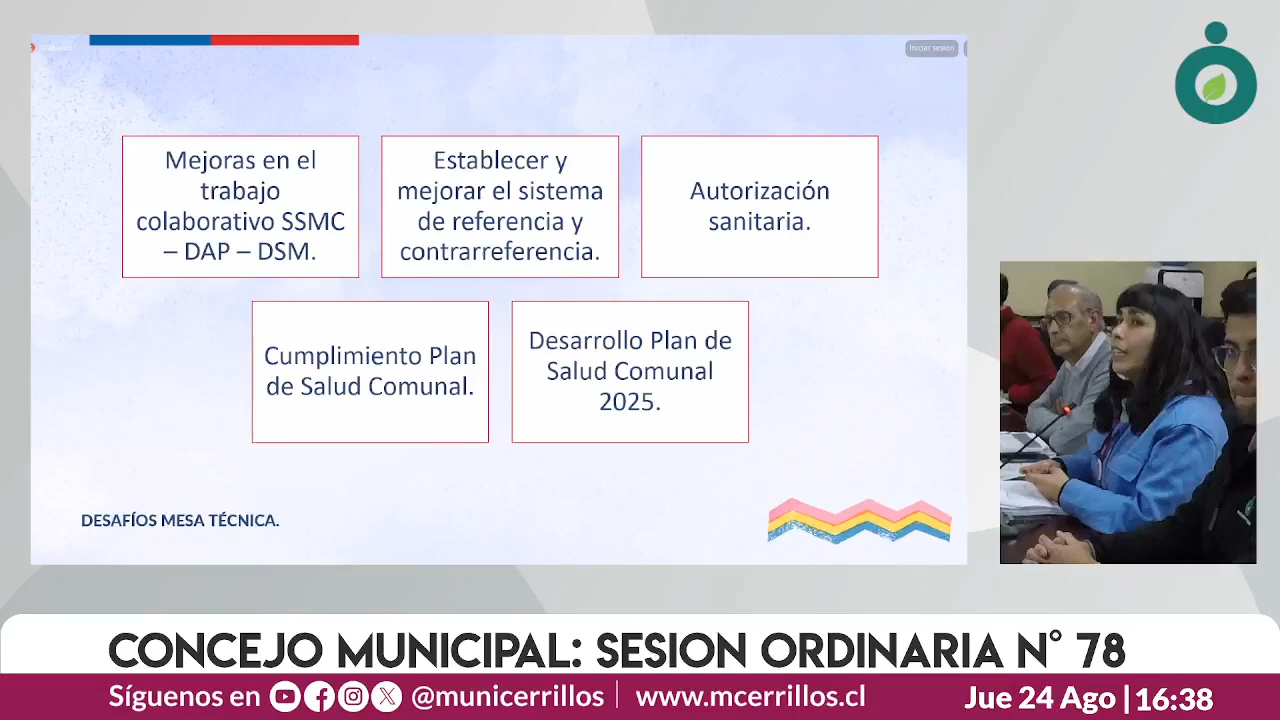 Iniciar sesión
Mejoras en el
trabajo
colaborativo SSMC
– DAP – DSM.
Establecer y
mejorar el sistema
de referencia y
contrarreferencia.
Autorización
sanitaria.
Cumplimiento Plan
de Salud Comunal.
Desarrollo Plan de
Salud Comunal
2025.
DESAFÍOS MESA TÉCNICA.
CONCEJO MUNICIPAL: SESION ORDINARIA N° 78
Síguenos en @municerrillos | www.mcerrillos.cl Jue 24 Ago | 16:38